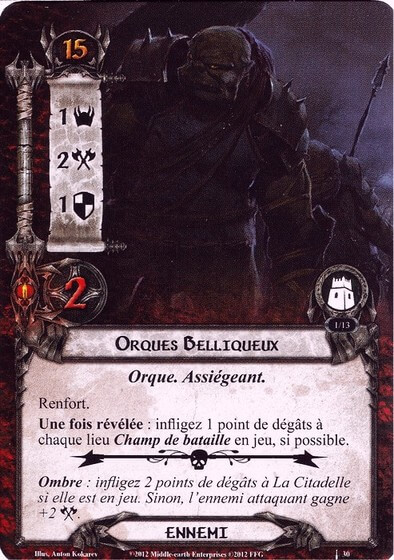 15
1
2
1
2
1/13
Orques Belliqueux
Orque. Assiégeant.
Renfort.
Une fois révélée : infligez 1 point de dégâts à
chaque lieu Champ de bataille en jeu, si possible.
Ombre : infligez 2 points de dégâts à La Citadelle
si elle est en jeu. Sinon, l'ennemi attaquant gagne
+2
ENNEMI
Illus. Anton Kokarev ©2012 Middle-earth Enterprises ©2012 FFG 30